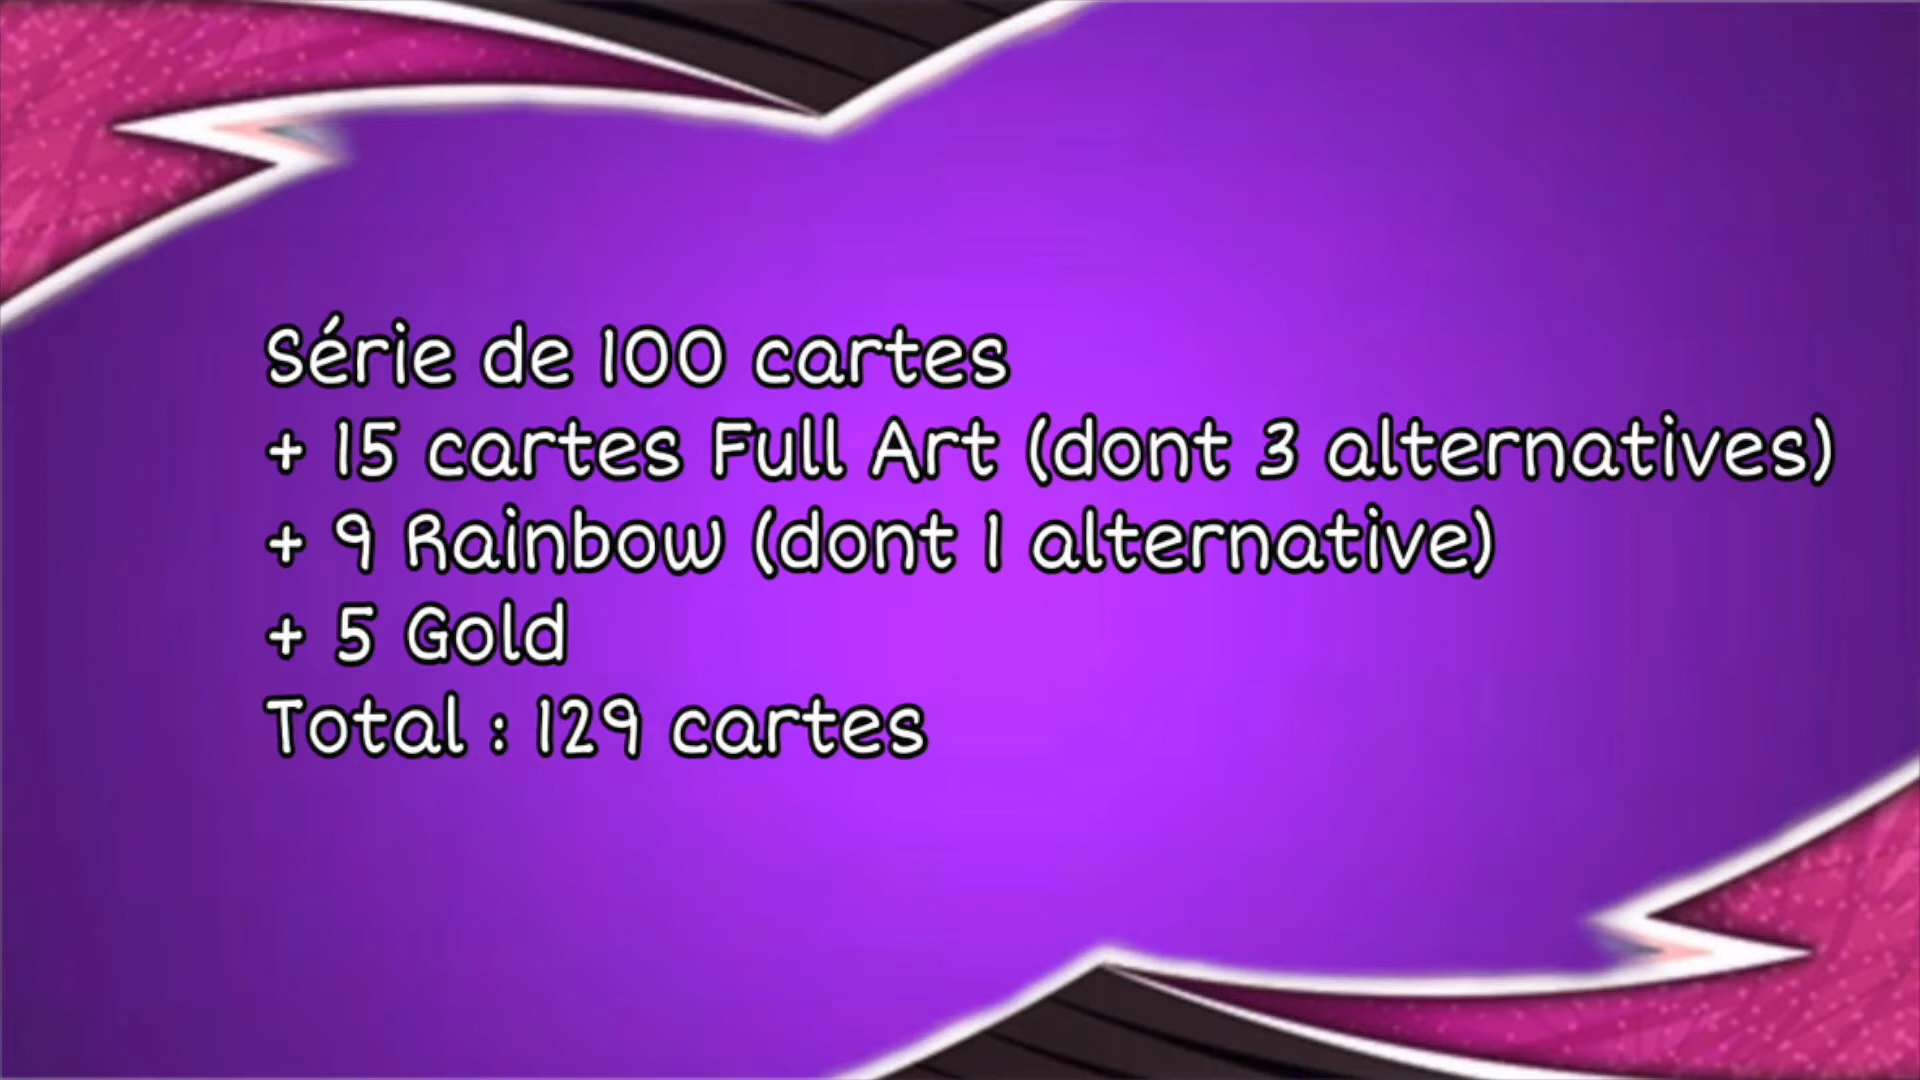 Série de 100 cartes
+ 15 cartes Full Art (dont 3 alternatives)
+ 9 Rainbow (dont 1 alternative)
+ 5 Gold
Total : 129 cartes